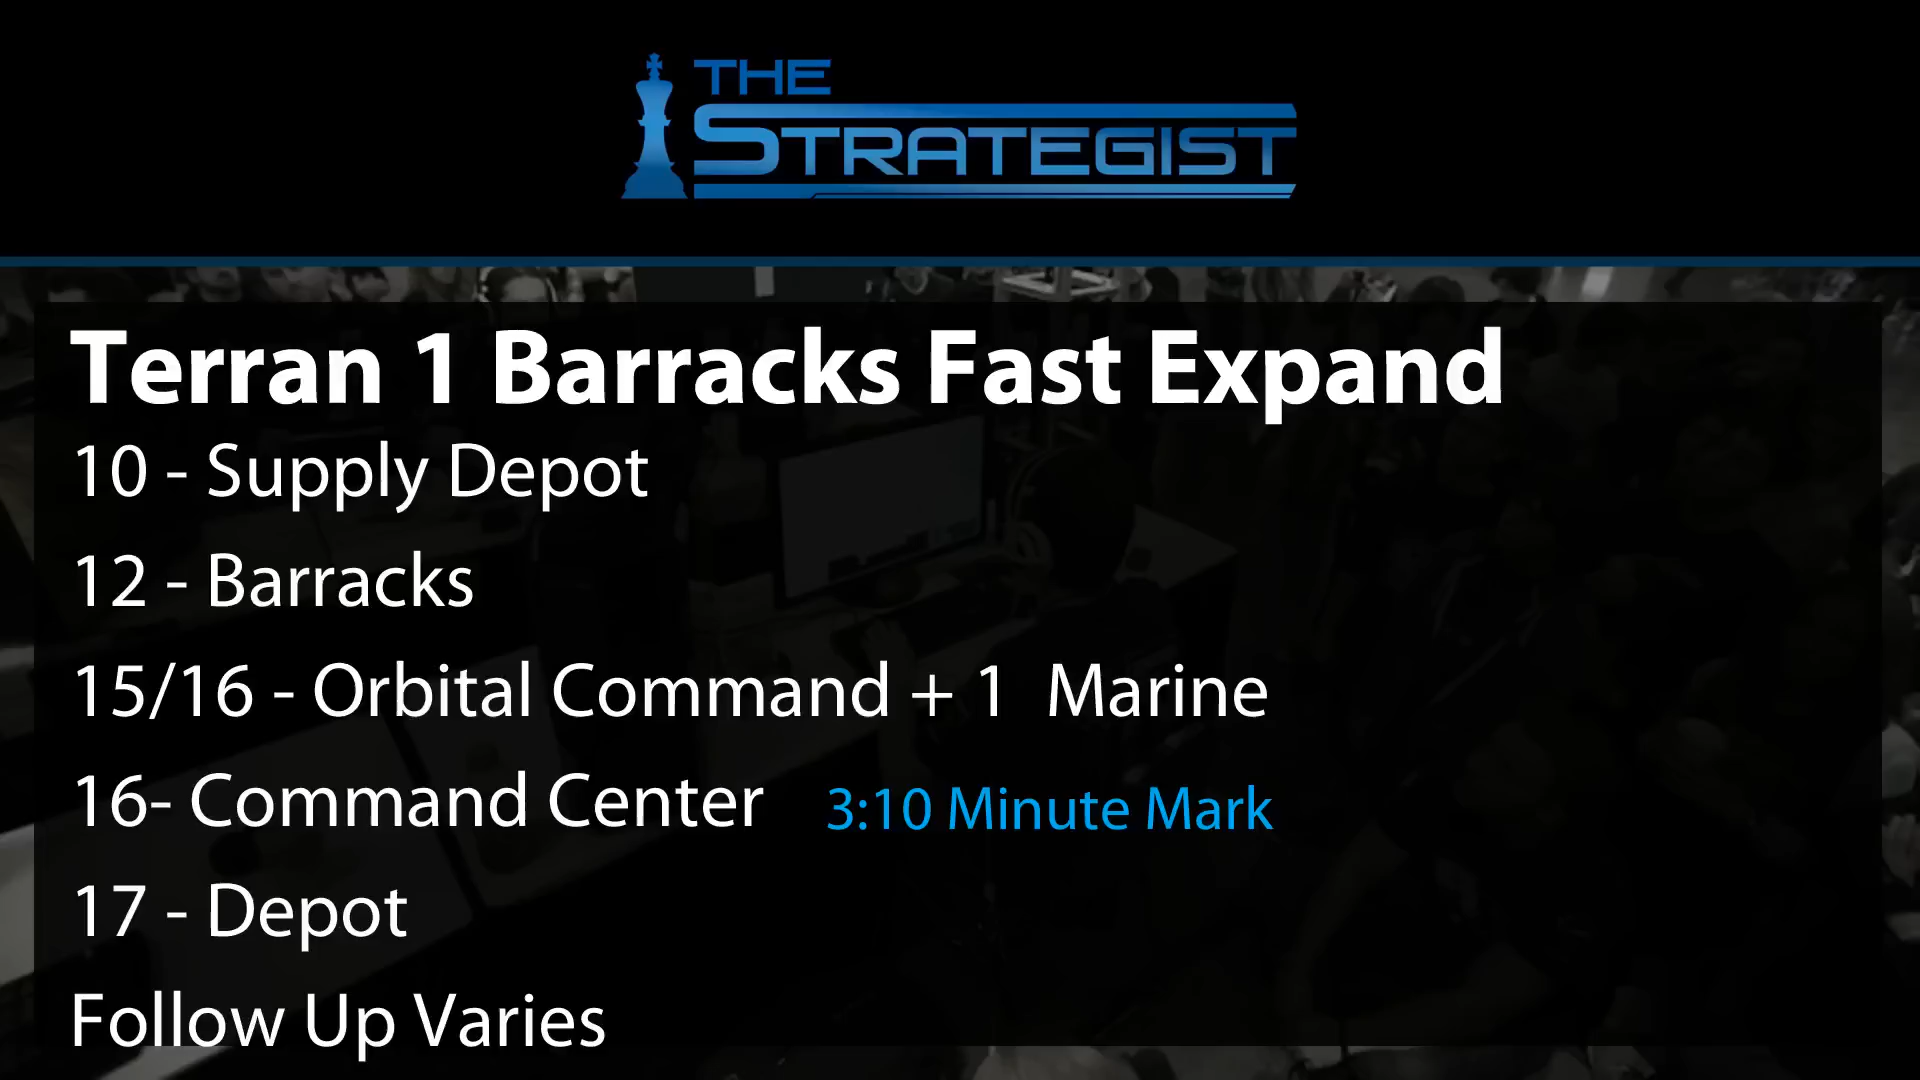 THE
STRATEGIST
Terran 1 Barracks Fast Expand
10 - Supply Depot
12 - Barracks
15/16 - Orbital Command + 1 Marine
16- Command Center 3:10 Minute Mark
17 - Depot
Follow Up Varies